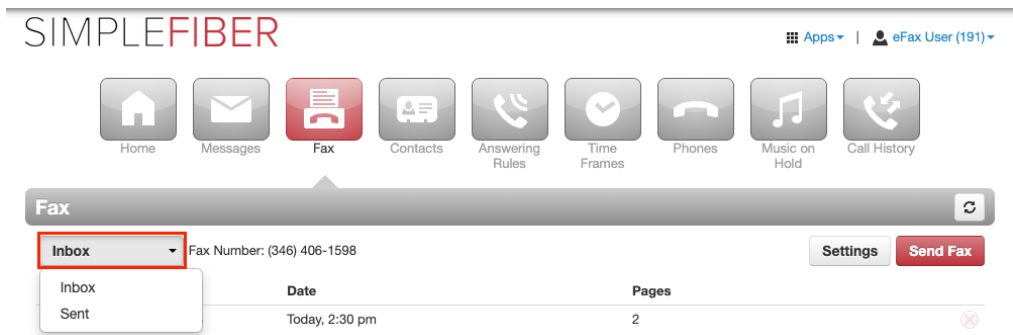 SIMPLEFIBER
Apps | eFax User (191)
Home Messages Fax Contacts Answering Rules Time Frames Phones Music on Hold Call History
Fax
Inbox Fax Number: (346) 406-1598 Settings Send Fax
Inbox Date Pages
Sent Today, 2:30 pm 2